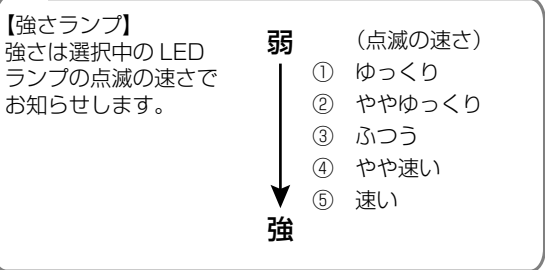 【強さランプ】
強さは選択中の LED
ランプの点滅の速さで
お知らせします。
弱
（点滅の速さ）
① ゆっくり
② ややゆっくり
③ ふつう
④ やや速い
⑤ 速い
強